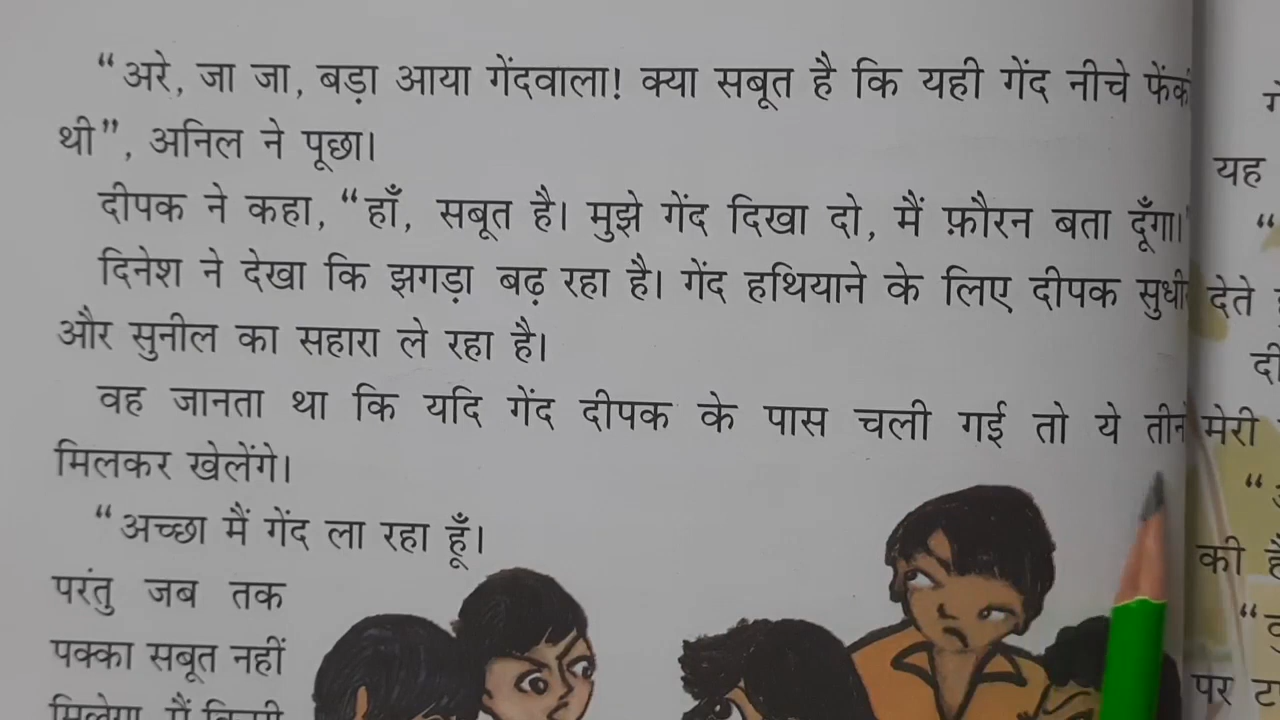 “अरे, जा जा, बड़ा आया गेंदवाला! क्या सबूत है कि यही गेंद नीचे
थी”, अनिल ने पूछा।
दीपक ने कहा, “हाँ, सबूत है। मुझे गेंद दिखा दो, मैं फ़ौरन बता दूँगा।
दिनेश ने देखा कि झगड़ा बढ़ रहा है। गेंद हथियाने के लिए दीपक
और सुनील का सहारा ले रहा है।
वह जानता था कि यदि गेंद दीपक के पास चली गई तो ये
मिलकर खेलेंगे।
“अच्छा मैं गेंद ला रहा हूँ।
परंतु जब तक
पक्का सबूत नहीं
यह
देते
मेरी
की
पर